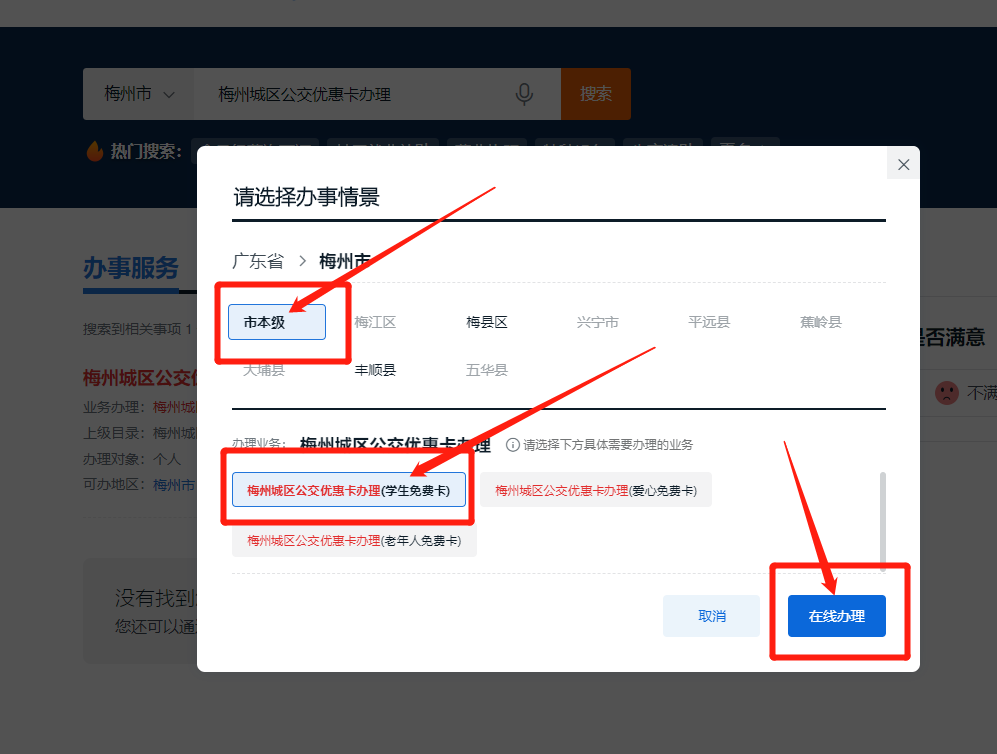 梅州市 梅州城区公交优惠卡办理 搜索
热门搜索:
请选择办事情景
办事服务
广东省 > 梅州市
市本级 梅江区 梅县区 兴宁市 平远县 蕉岭县
搜索到相关事项 1
是否满意
大埔县 丰顺县 五华县
梅州城区公交优
不满
业务办理: 梅州城
上级目录: 梅州城
办理业务: 梅州城区公交优惠卡办理 请选择下方具体需要办理的业务
办理对象: 个人
可办地区: 梅州市
梅州城区公交优惠卡办理(学生免费卡) 梅州城区公交优惠卡办理(爱心免费卡)
梅州城区公交优惠卡办理(老年人免费卡)
没有找到
您还可以通
取消 在线办理